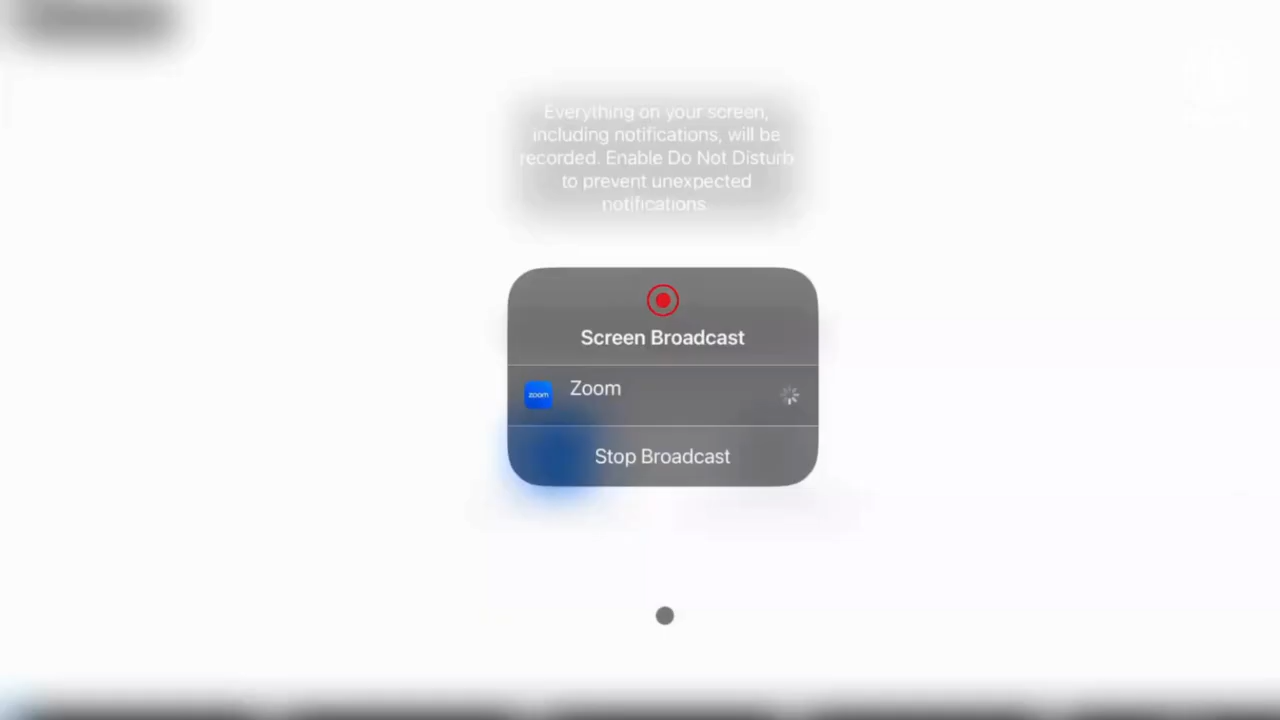 Everything on your screen,
including notifications, will be
recorded. Enable Do Not Disturb
to prevent unexpected
notifications.
Screen Broadcast
zoom
Zoom
Stop Broadcast